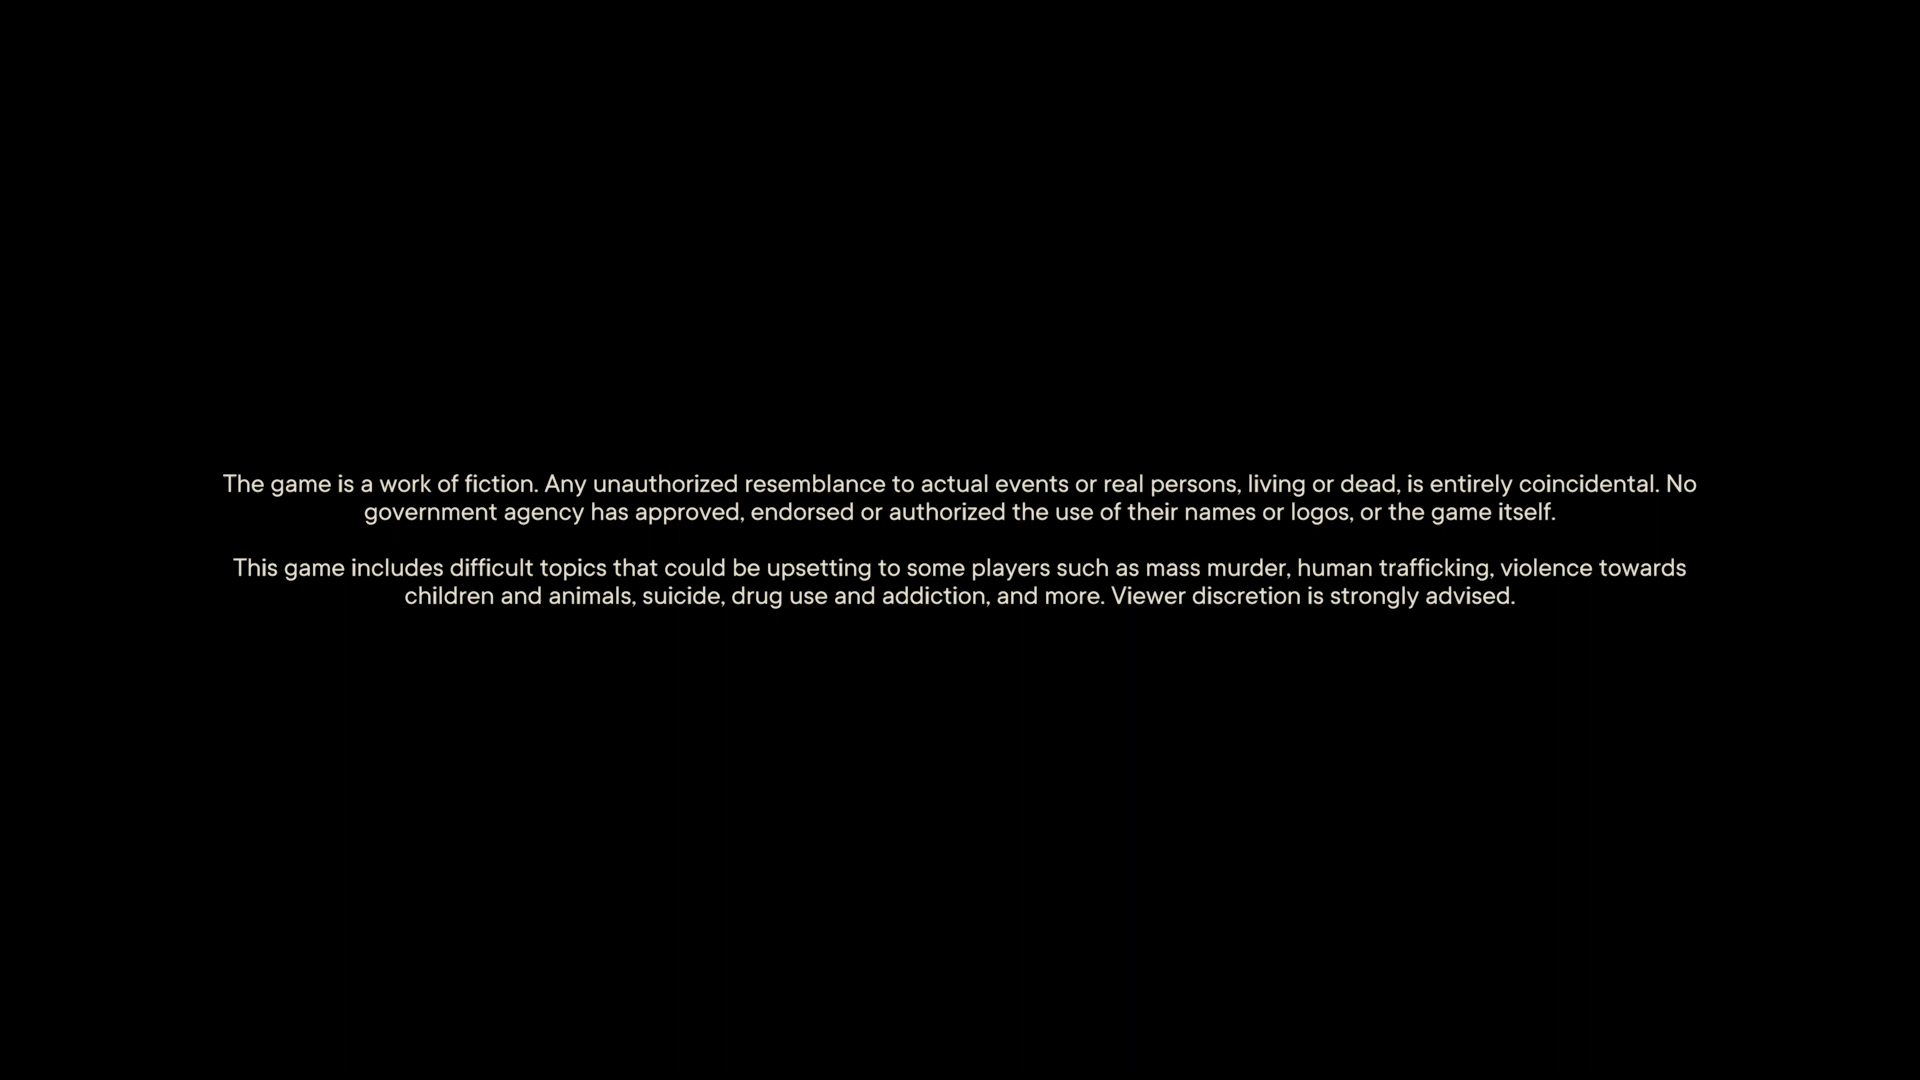 The game is a work of fiction. Any unauthorized resemblance to actual events or real persons, living or dead, is entirely coincidental. No
government agency has approved, endorsed or authorized the use of their names or logos, or the game itself.
This game includes difficult topics that could be upsetting to some players such as mass murder, human trafficking, violence towards
children and animals, suicide, drug use and addiction, and more. Viewer discretion is strongly advised.